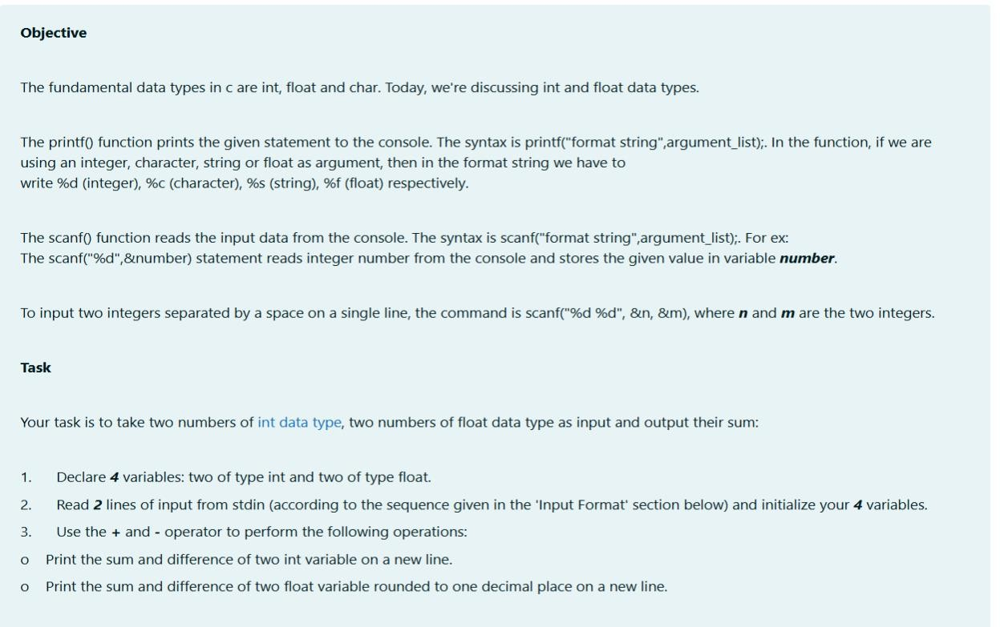 Objective
The fundamental data types in c are int, float and char. Today, we're discussing int and float data types.
The printf() function prints the given statement to the console. The syntax is printf("format string",argument_list);. In the function, if we are
using an integer, character, string or float as argument, then in the format string we have to
write %d (integer), %c (character), %s (string), %f (float) respectively.
The scanf() function reads the input data from the console. The syntax is scanf("format string",argument_list);. For ex:
The scanf("%d",&number) statement reads integer number from the console and stores the given value in variable number.
To input two integers separated by a space on a single line, the command is scanf("%d %d", &n, &m), where n and m are the two integers.
Task
Your task is to take two numbers of int data type, two numbers of float data type as input and output their sum:
1. Declare 4 variables: two of type int and two of type float.
2. Read 2 lines of input from stdin (according to the sequence given in the 'Input Format' section below) and initialize your 4 variables.
3. Use the + and - operator to perform the following operations:
o Print the sum and difference of two int variable on a new line.
o Print the sum and difference of two float variable rounded to one decimal place on a new line.